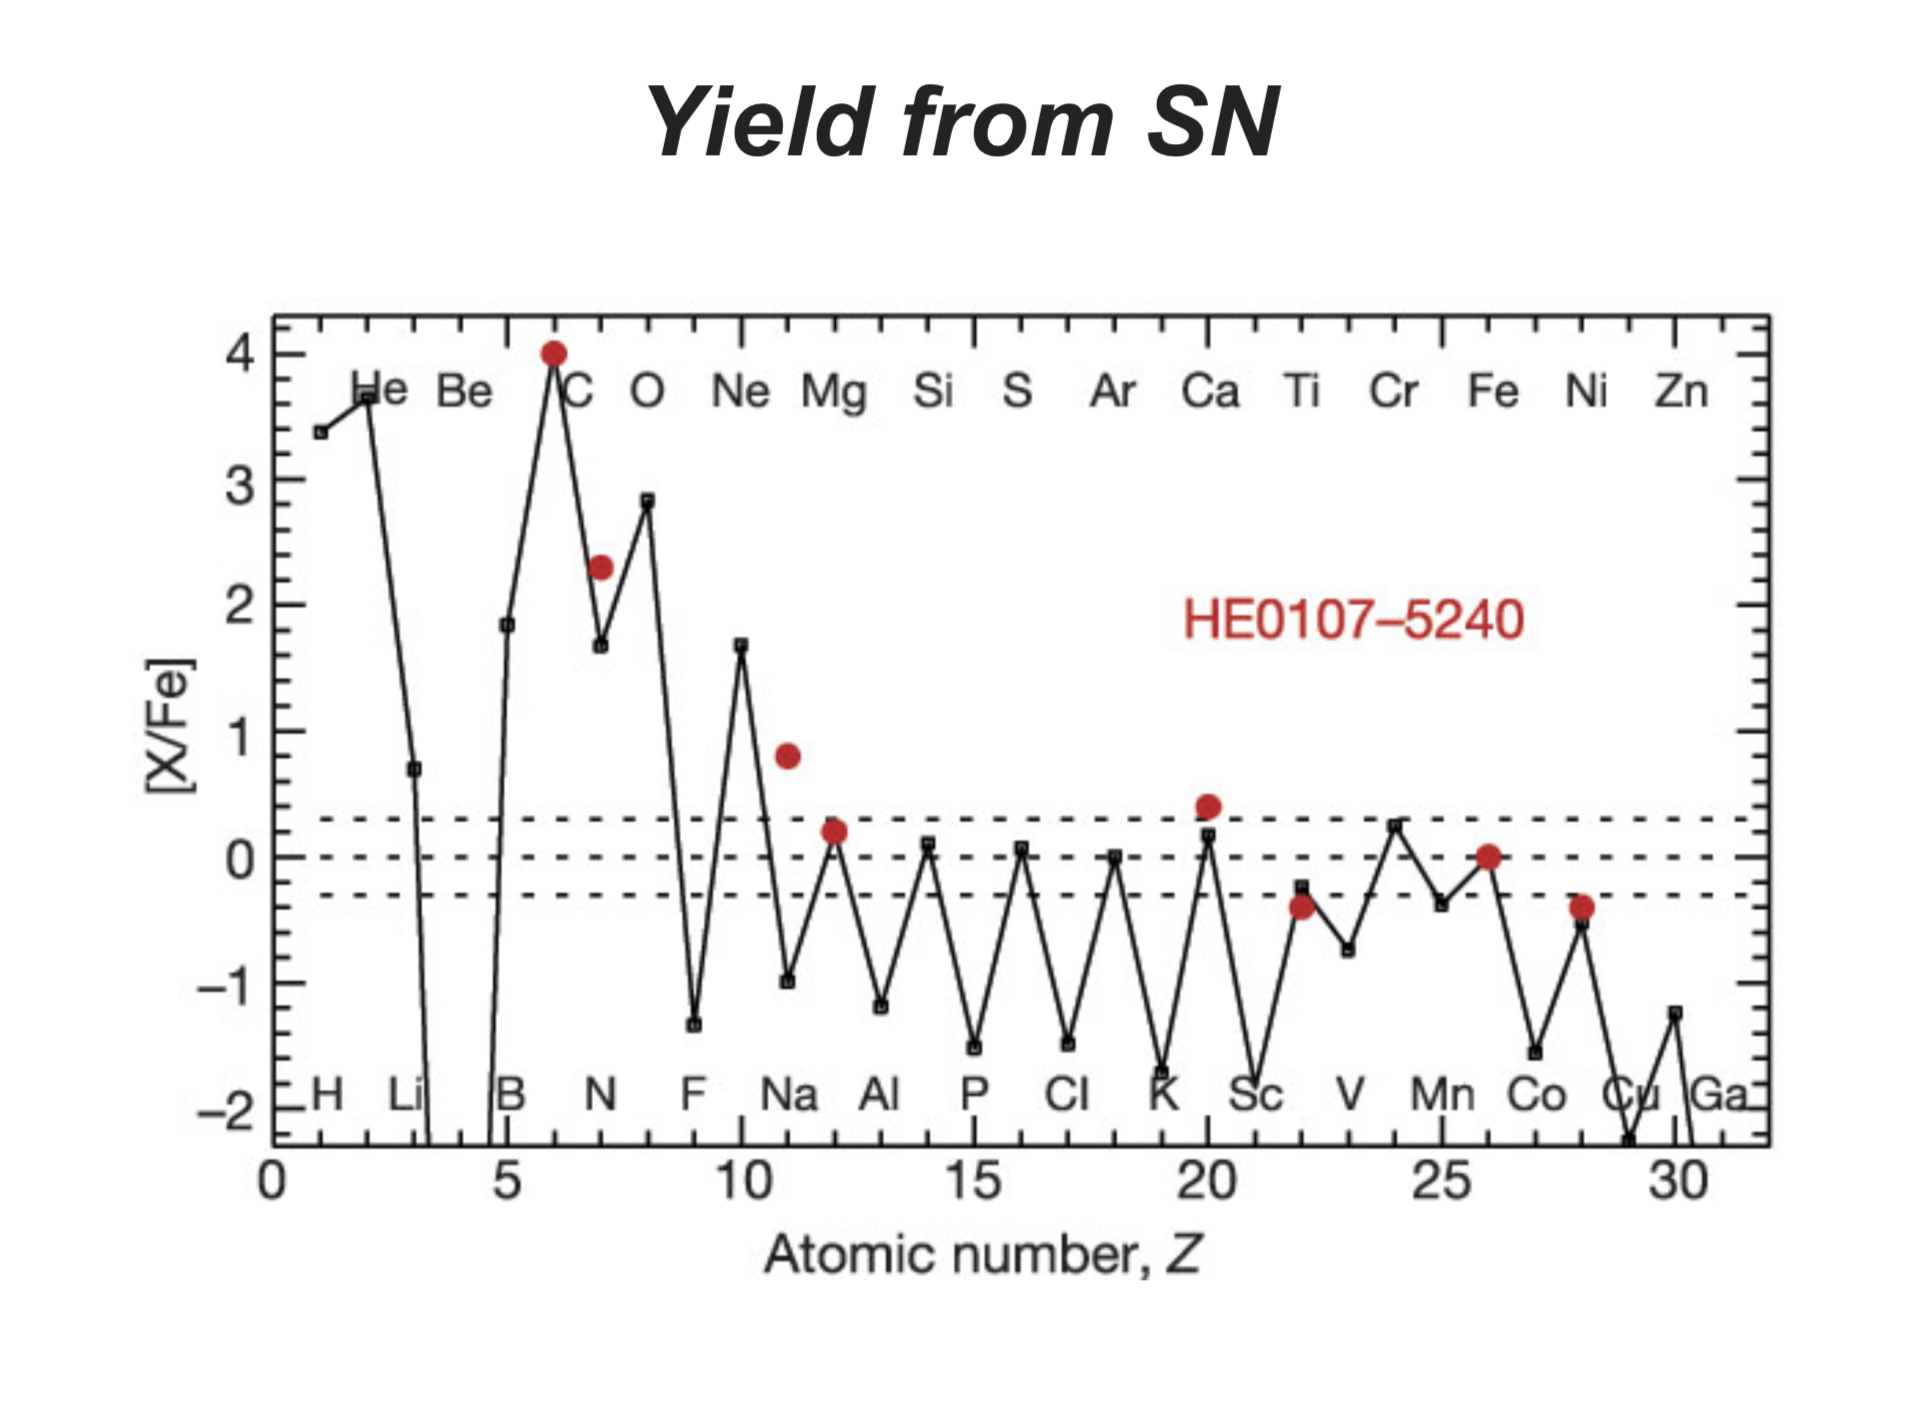 Yield from SN
4
3
2
1
0
−1
−2
[X/Fe]
He Be C O Ne Mg Si S Ar Ca Ti Cr Fe Ni Zn
HE0107–5240
H Li B N F Na Al P Cl K Sc V Mn Co Cu Ga
0 5 10 15 20 25 30
Atomic number, Z